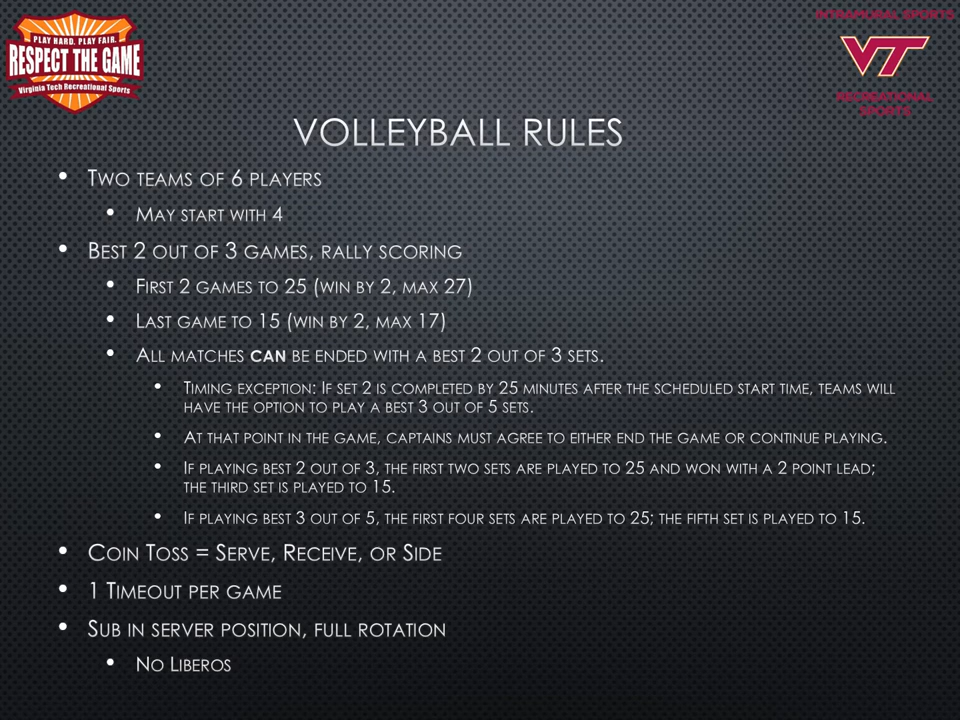 PLAY HARD. PLAY FAIR.
RESPECT THE GAME
Virginia Tech Recreational Sports
INTRAMURAL SPORTS
VT
RECREATIONAL
SPORTS
VOLLEYBALL RULES
• TWO TEAMS OF 6 PLAYERS
• MAY START WITH 4
• BEST 2 OUT OF 3 GAMES, RALLY SCORING
• FIRST 2 GAMES TO 25 (WIN BY 2, MAX 27)
• LAST GAME TO 15 (WIN BY 2, MAX 17)
• ALL MATCHES CAN BE ENDED WITH A BEST 2 OUT OF 3 SETS.
• TIMING EXCEPTION: IF SET 2 IS COMPLETED BY 25 MINUTES AFTER THE SCHEDULED START TIME, TEAMS WILL
HAVE THE OPTION TO PLAY A BEST 3 OUT OF 5 SETS.
• AT THAT POINT IN THE GAME, CAPTAINS MUST AGREE TO EITHER END THE GAME OR CONTINUE PLAYING.
• IF PLAYING BEST 2 OUT OF 3, THE FIRST TWO SETS ARE PLAYED TO 25 AND WON WITH A 2 POINT LEAD;
THE THIRD SET IS PLAYED TO 15.
• IF PLAYING BEST 3 OUT OF 5, THE FIRST FOUR SETS ARE PLAYED TO 25; THE FIFTH SET IS PLAYED TO 15.
• COIN TOSS = SERVE, RECEIVE, OR SIDE
• 1 TIMEOUT PER GAME
• SUB IN SERVER POSITION, FULL ROTATION
• NO LIBEROS